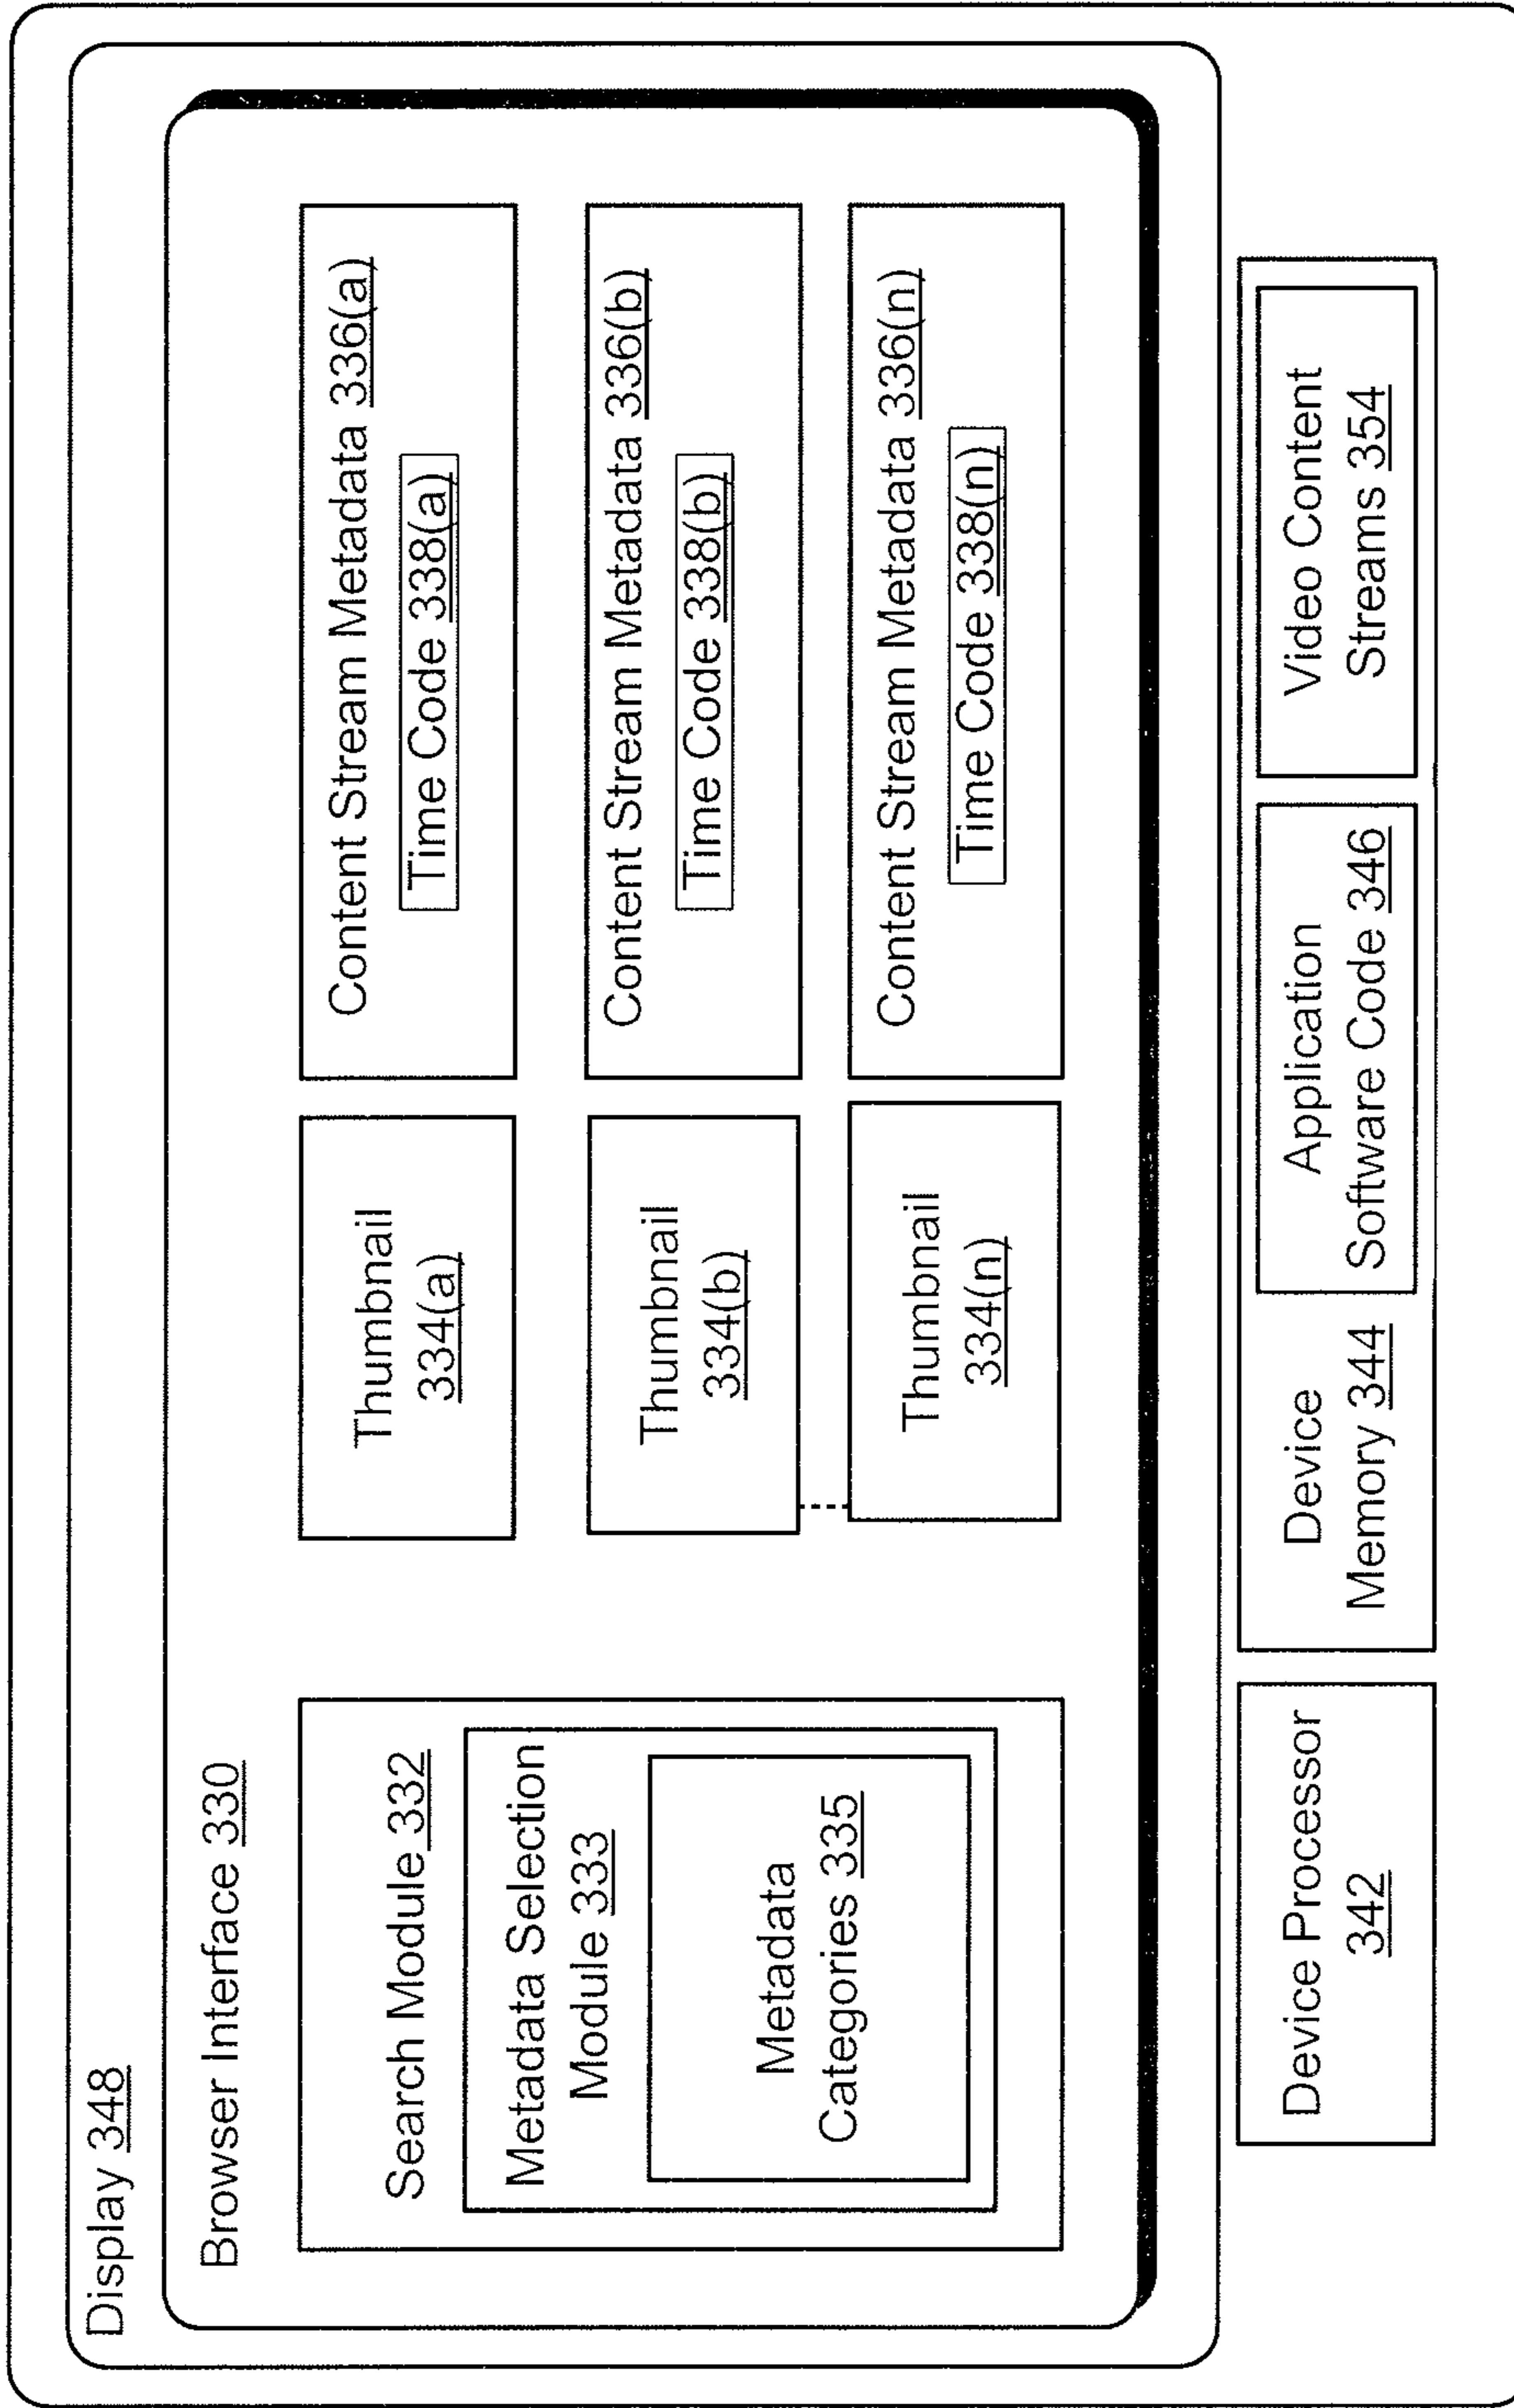 Display 348
Browser Interface 330
Search Module 332
Metadata Selection
Module 333
Metadata
Categories 335
Thumbnail
334(a)
Content Stream Metadata 336(a)
Time Code 338(a)
Thumbnail
334(b)
Content Stream Metadata 336(b)
Time Code 338(b)
Thumbnail
334(n)
Content Stream Metadata 336(n)
Time Code 338(n)
Device Processor
342
Device
Memory 344
Application
Software Code 346
Video Content
Streams 354